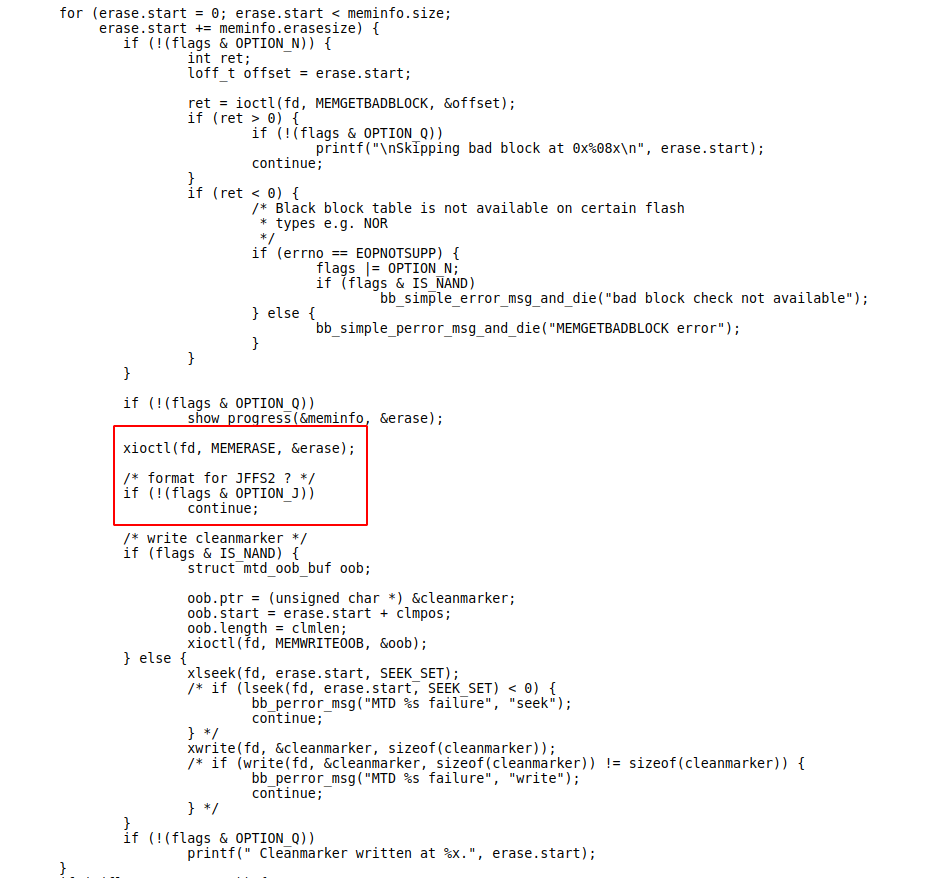 for (erase.start = 0; erase.start < meminfo.size;
     erase.start += meminfo.erasesize) {
        if (!(flags & OPTION_N)) {
                int ret;
                loff_t offset = erase.start;

                ret = ioctl(fd, MEMGETBADBLOCK, &offset);
                if (ret > 0) {
                        if (!(flags & OPTION_Q))
                                printf("\nSkipping bad block at 0x%08x\n", erase.start);
                        continue;
                }
                if (ret < 0) {
                        /* Black block table is not available on certain flash
                         * types e.g. NOR
                         */
                        if (errno == EOPNOTSUPP) {
                                flags |= OPTION_N;
                                if (flags & IS_NAND)
                                        bb_simple_error_msg_and_die("bad block check not available");
                        } else {
                                bb_simple_perror_msg_and_die("MEMGETBADBLOCK error");
                        }
                }
        }

        if (!(flags & OPTION_Q))
                show_progress(&meminfo, &erase);

        xioctl(fd, MEMERASE, &erase);

        /* format for JFFS2 ? */
        if (!(flags & OPTION_J))
                continue;

        /* write cleanmarker */
        if (flags & IS_NAND) {
                struct mtd_oob_buf oob;

                oob.ptr = (unsigned char *) &cleanmarker;
                oob.start = erase.start + clmpos;
                oob.length = clmlen;
                xioctl(fd, MEMWRITEOOB, &oob);
        } else {
                xlseek(fd, erase.start, SEEK_SET);
                /* if (lseek(fd, erase.start, SEEK_SET) < 0) {
                        bb_perror_msg("MTD %s failure", "seek");
                        continue;
                } */
                xwrite(fd, &cleanmarker, sizeof(cleanmarker));
                /* if (write(fd, &cleanmarker, sizeof(cleanmarker)) != sizeof(cleanmarker)) {
                        bb_perror_msg("MTD %s failure", "write");
                        continue;
                } */
        }
        if (!(flags & OPTION_Q))
                printf(" Cleanmarker written at %x.", erase.start);
}